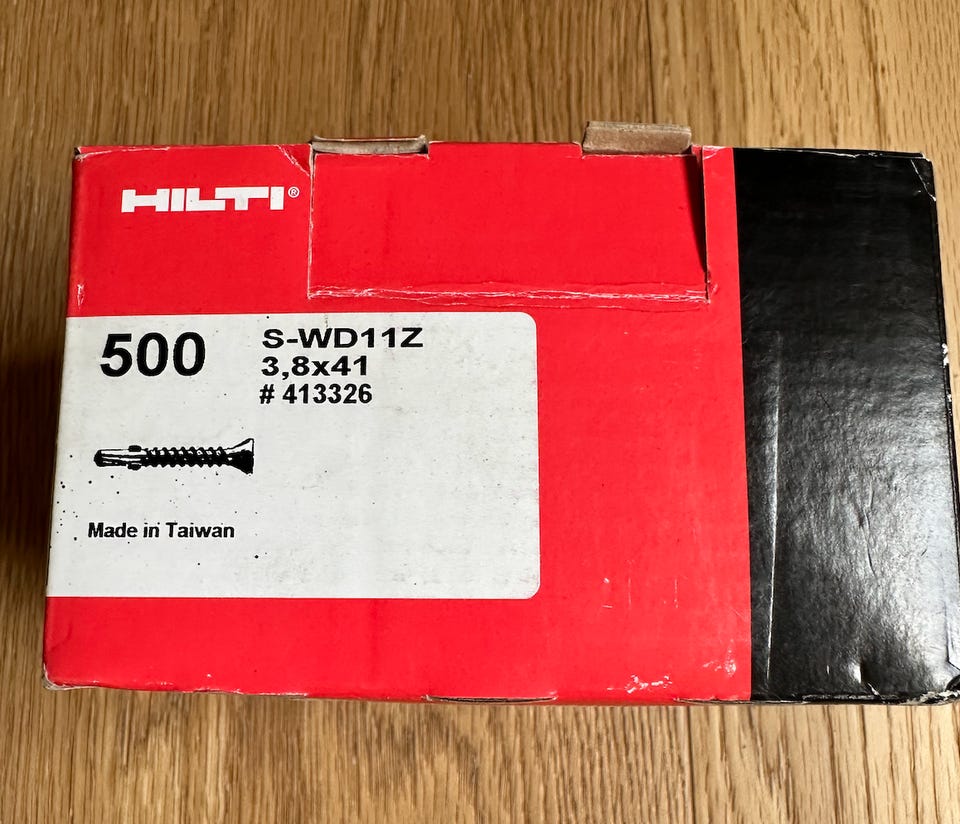 HILTI®
500
S-WD11Z
3,8x41
# 413326
Made in Taiwan